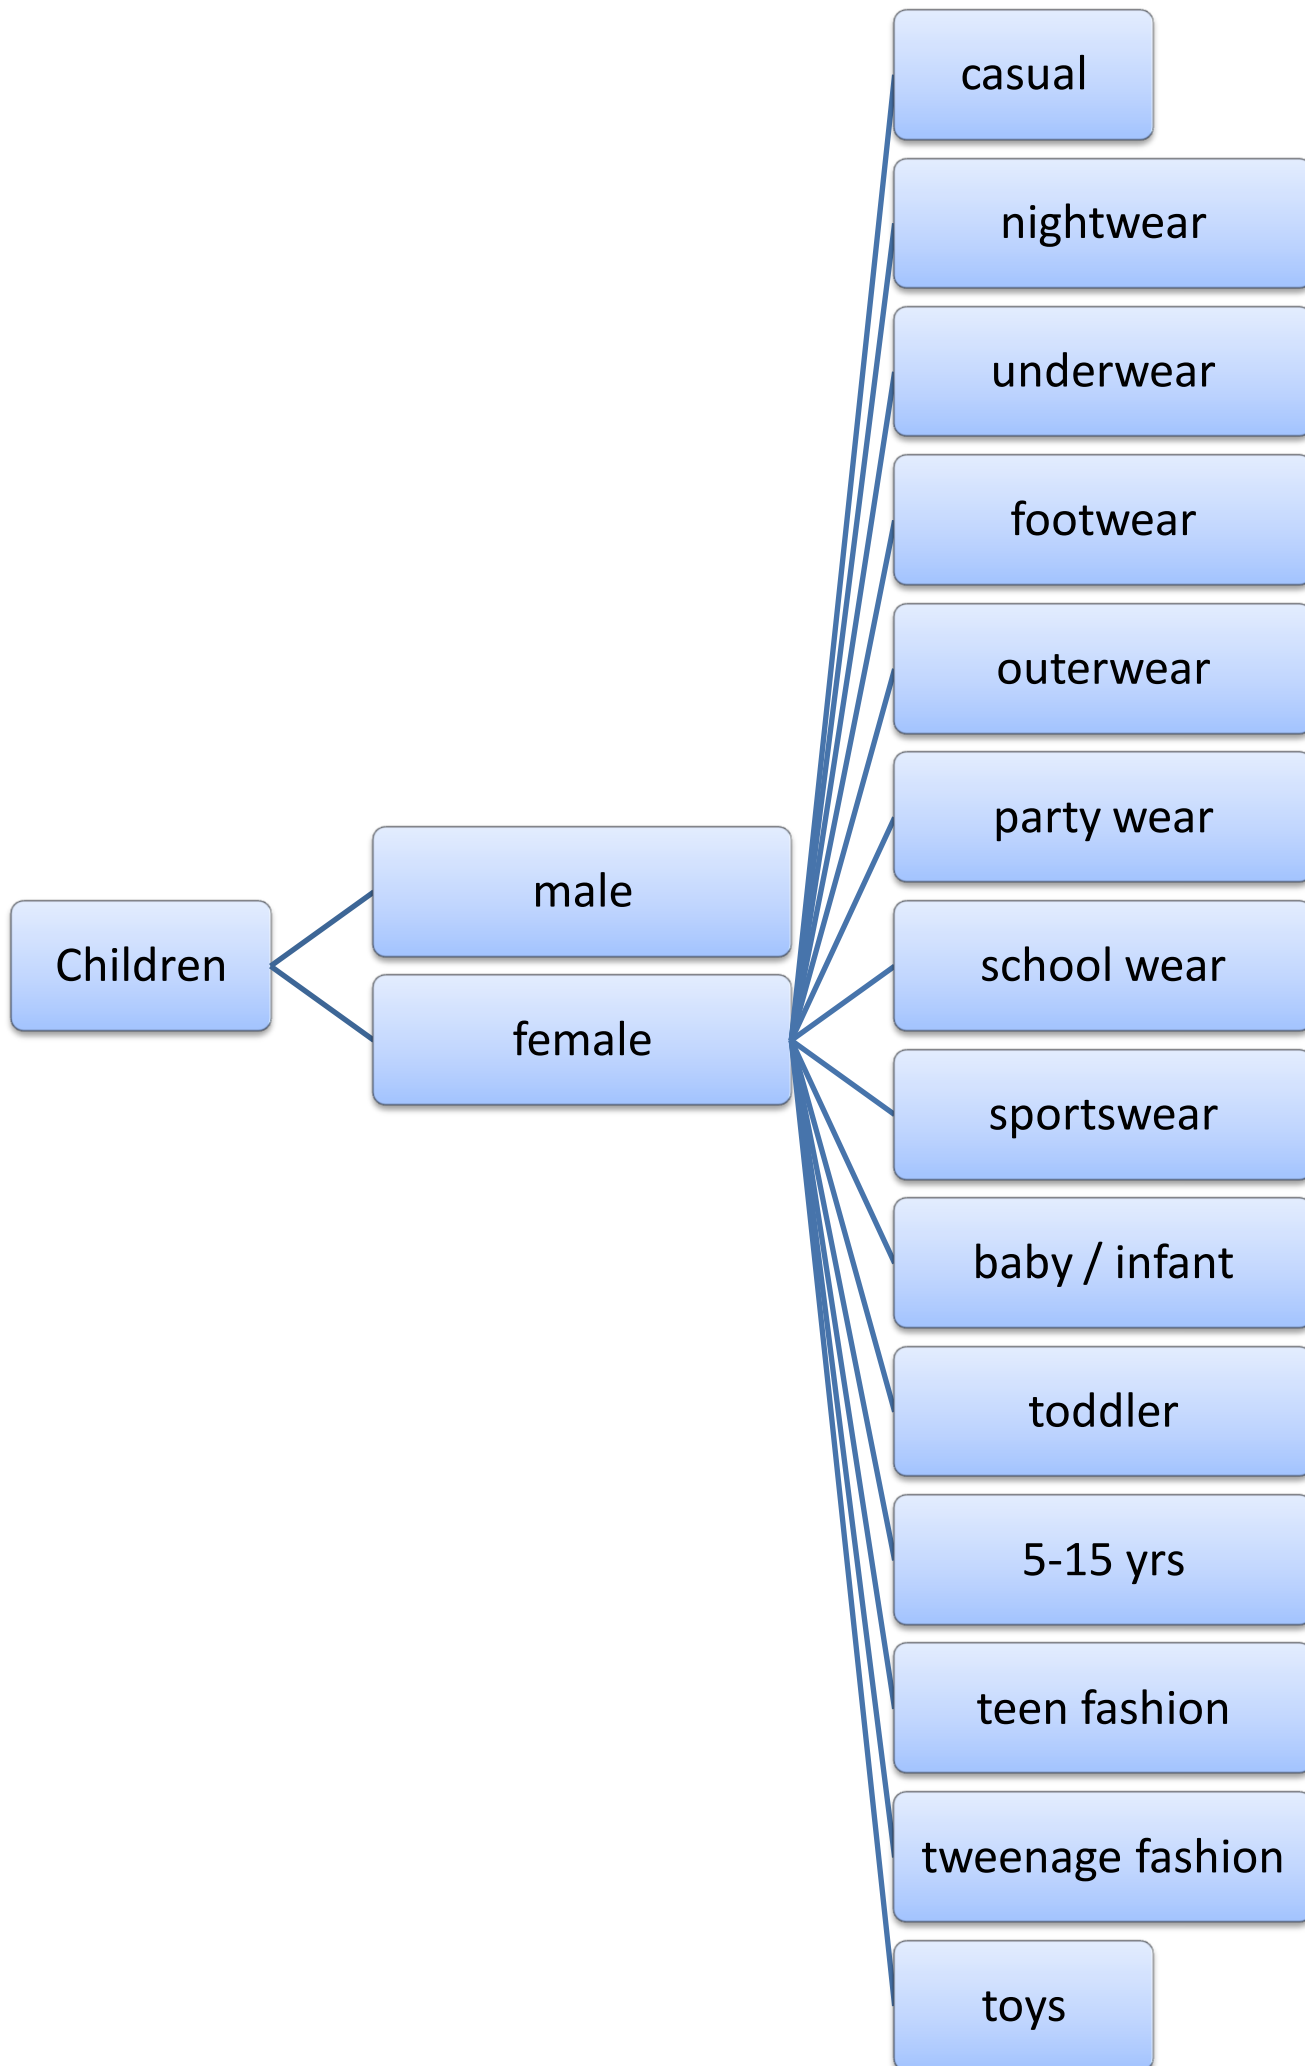 Children
male
female
casual
nightwear
underwear
footwear
outerwear
party wear
school wear
sportswear
baby / infant
toddler
5-15 yrs
teen fashion
tweenage fashion
toys